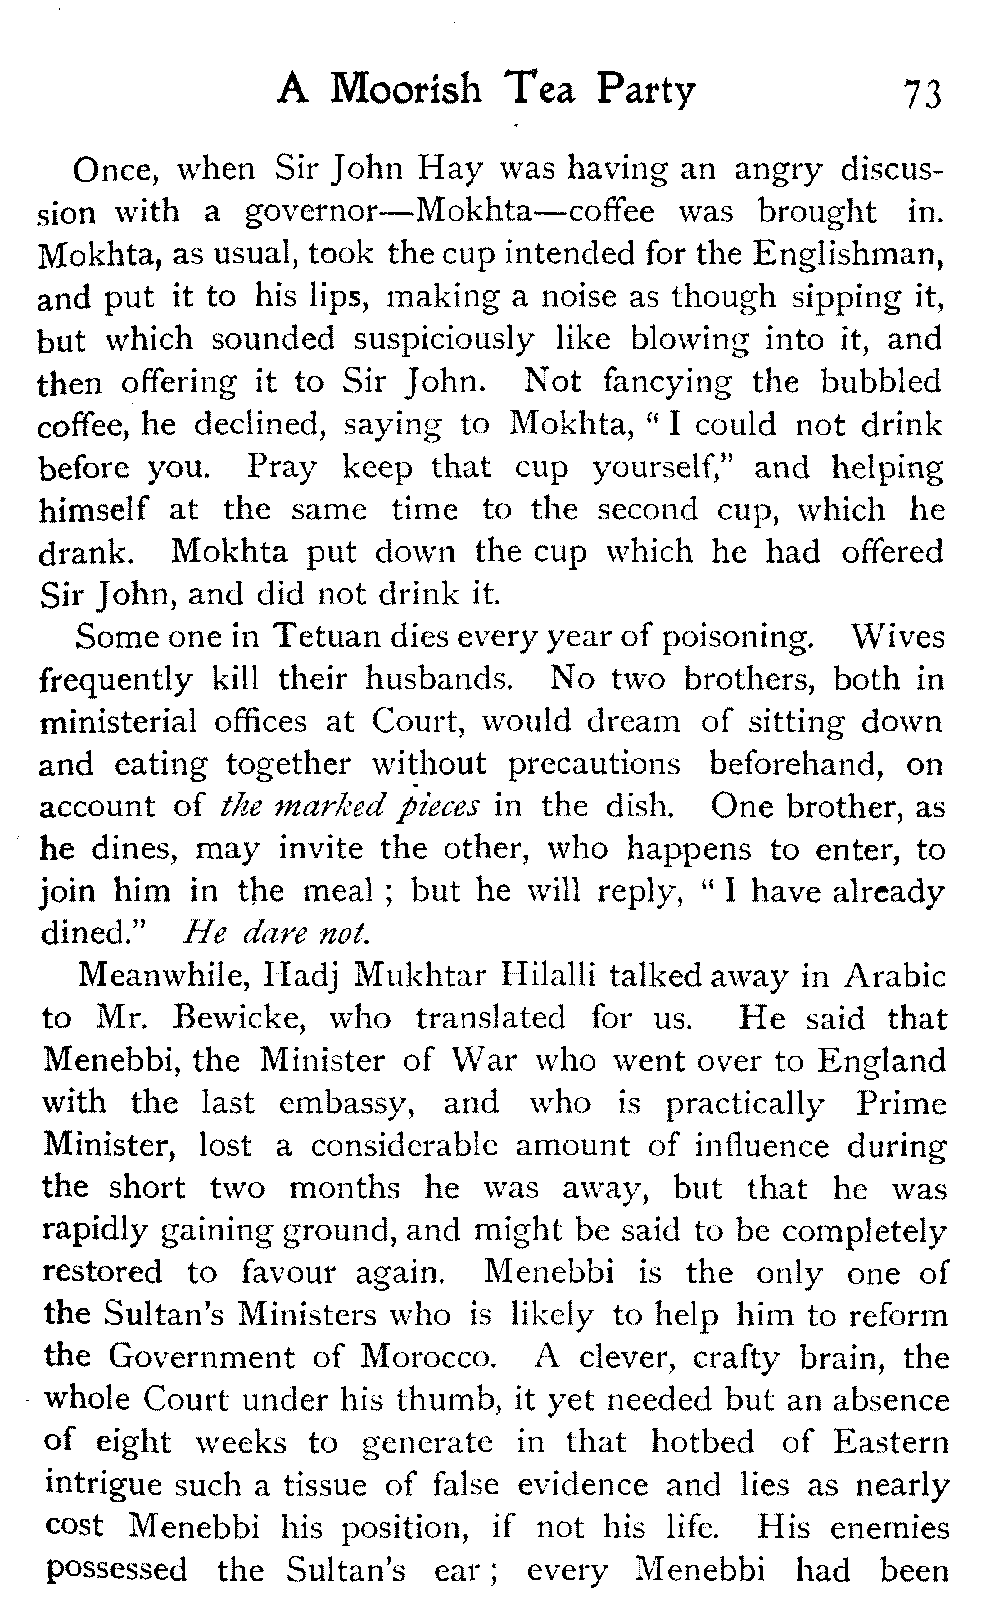 A Moorish Tea Party 73
Once, when Sir John Hay was having an angry discus-
sion with a governor—Mokhta—coffee was brought in.
Mokhta, as usual, took the cup intended for the Englishman,
and put it to his lips, making a noise as though sipping it,
but which sounded suspiciously like blowing into it, and
then offering it to Sir John. Not fancying the bubbled
coffee, he declined, saying to Mokhta, “ I could not drink
before you. Pray keep that cup yourself,” and helping
himself at the same time to the second cup, which he
drank. Mokhta put down the cup which he had offered
Sir John, and did not drink it.
Some one in Tetuan dies every year of poisoning. Wives
frequently kill their husbands. No two brothers, both in
ministerial offices at Court, would dream of sitting down
and eating together without precautions beforehand, on
account of the marked pieces in the dish. One brother, as
he dines, may invite the other, who happens to enter, to
join him in the meal ; but he will reply, “ I have already
dined.” He dare not.
Meanwhile, Hadj Mukhtar Hilalli talked away in Arabic
to Mr. Bewicke, who translated for us. He said that
Menebbi, the Minister of War who went over to England
with the last embassy, and who is practically Prime
Minister, lost a considerable amount of influence during
the short two months he was away, but that he was
rapidly gaining ground, and might be said to be completely
restored to favour again. Menebbi is the only one of
the Sultan's Ministers who is likely to help him to reform
the Government of Morocco. A clever, crafty brain, the
whole Court under his thumb, it yet needed but an absence
of eight weeks to generate in that hotbed of Eastern
intrigue such a tissue of false evidence and lies as nearly
cost Menebbi his position, if not his life. His enemies
possessed the Sultan's ear ; every Menebbi had been